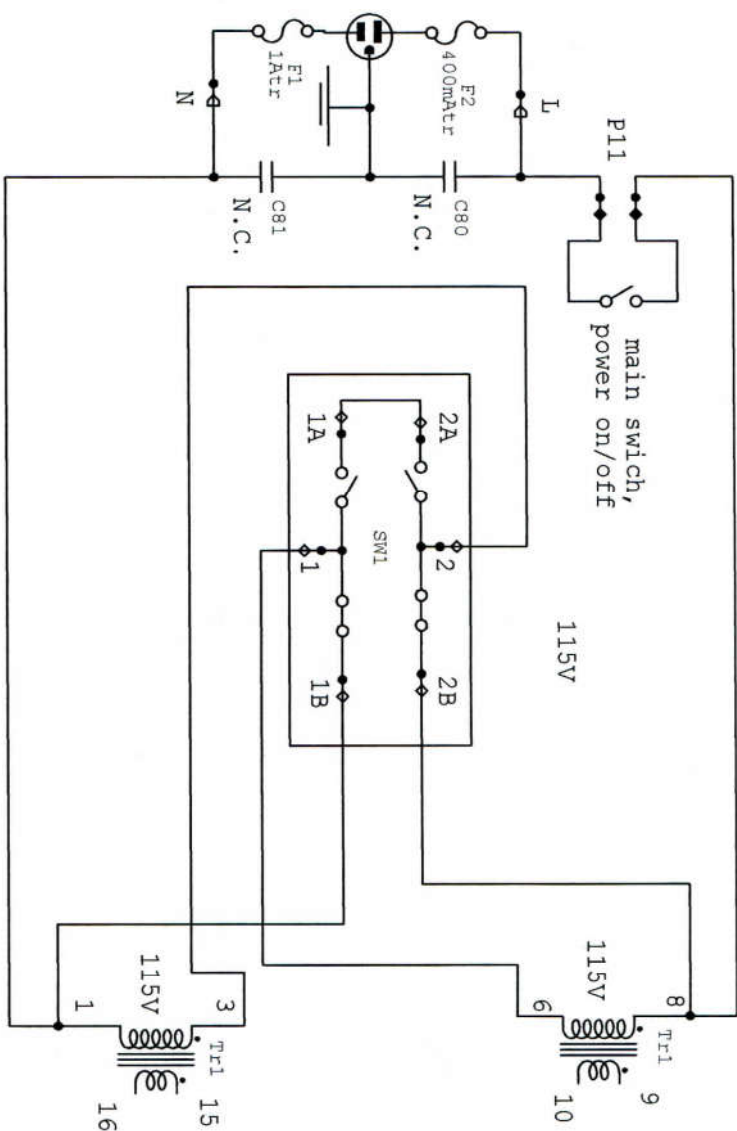 F1
1Atr
F2
400mAtr
N
L
P11
C81
N.C.
C80
N.C.
main swich,
power on/off
1A
2A
SW1
1
2
1B
2B
115V
115V
1
3
Tr1
16
15
115V
6
8
Tr1
10
9